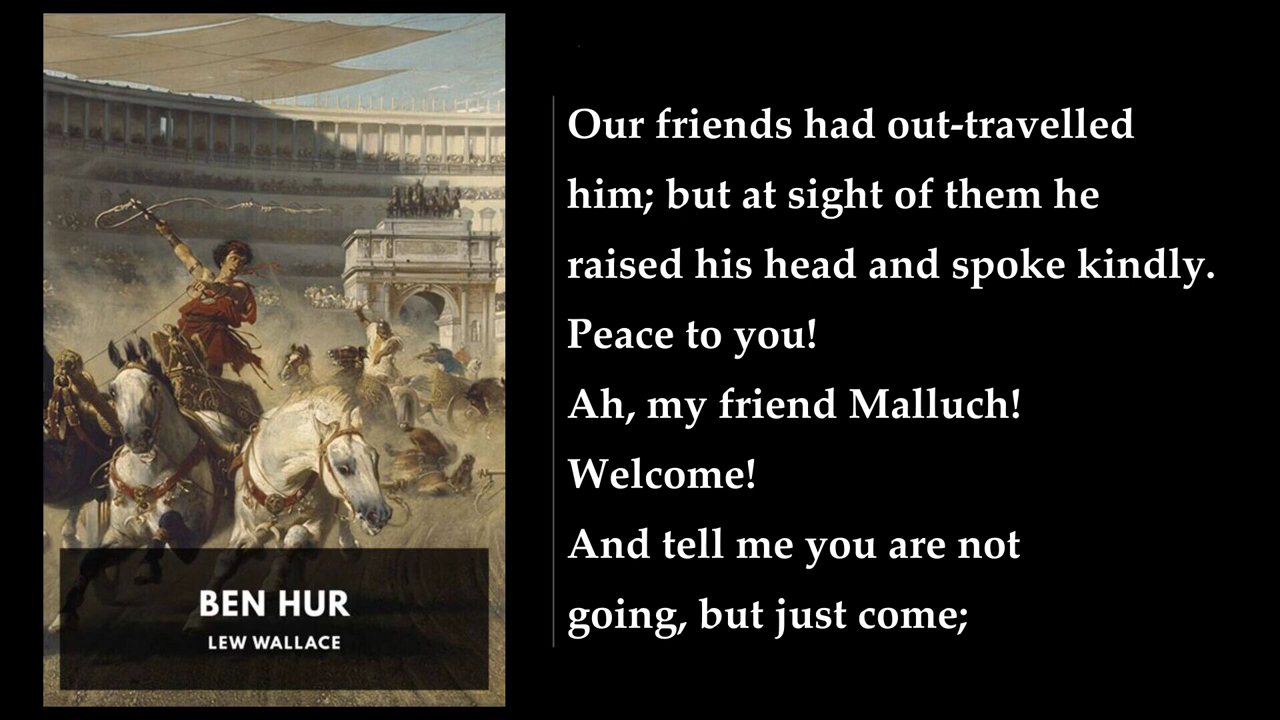 BEN HUR
LEW WALLACE
Our friends had out-travelled
him; but at sight of them he
raised his head and spoke kindly.
Peace to you!
Ah, my friend Malluch!
Welcome!
And tell me you are not
going, but just come;